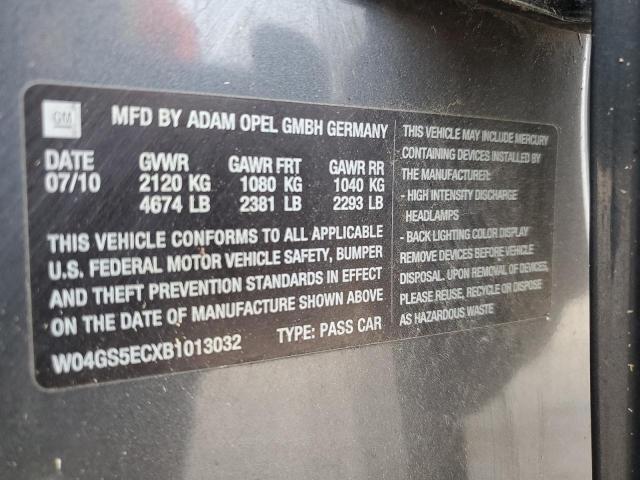 GM
MFD BY ADAM OPEL GMBH GERMANY
DATE GVWR GAWR FRT GAWR RR
07/10 2120 KG 1080 KG 1040 KG
4674 LB 2381 LB 2293 LB
THIS VEHICLE CONFORMS TO ALL APPLICABLE
U.S. FEDERAL MOTOR VEHICLE SAFETY, BUMPER
AND THEFT PREVENTION STANDARDS IN EFFECT
ON THE DATE OF MANUFACTURE SHOWN ABOVE
W04GS5ECXB1013032 TYPE: PASS CAR
THIS VEHICLE MAY INCLUDE MERCURY
CONTAINING DEVICES INSTALLED BY
THE MANUFACTURER:
- HIGH INTENSITY DISCHARGE
HEADLAMPS
- BACK LIGHTING COLOR DISPLAY
REMOVE DEVICES BEFORE VEHICLE
DISPOSAL. UPON REMOVAL OF DEVICES,
PLEASE REUSE, RECYCLE OR DISPOSE
AS HAZARDOUS WASTE